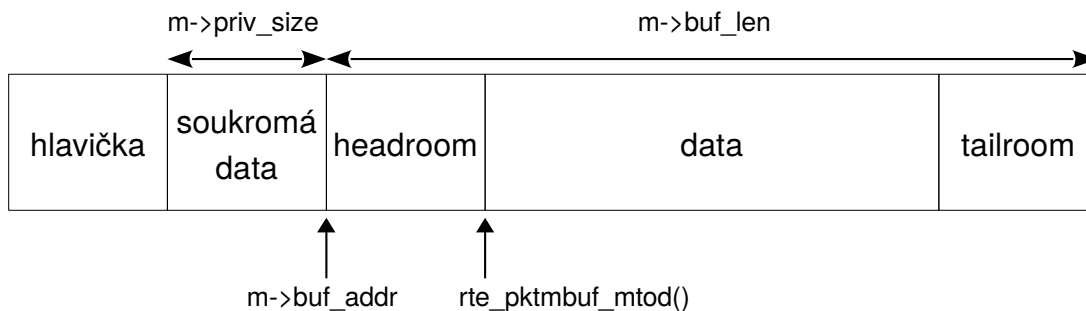 m->priv_size
m->buf_len
hlavička
soukromá
data
headroom
data
tailroom
m->buf_addr
rte_pktmbuf_mtod()